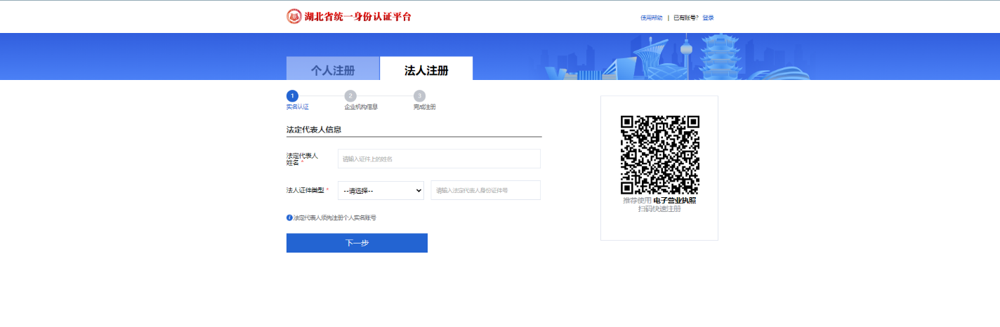 湖北省统一身份认证平台
使用帮助 | 已有账号? 登录
个人注册 法人注册
1 2 3
实名认证 企业机构信息 完成注册
法定代表人信息
法定代表人
姓名 *
请输入证件上的姓名
法人证件类型 *
--请选择--
请输入法定代表人身份证件号
法定代表人须先注册个人实名账号
下一步
推荐使用 电子营业执照
扫码快速注册